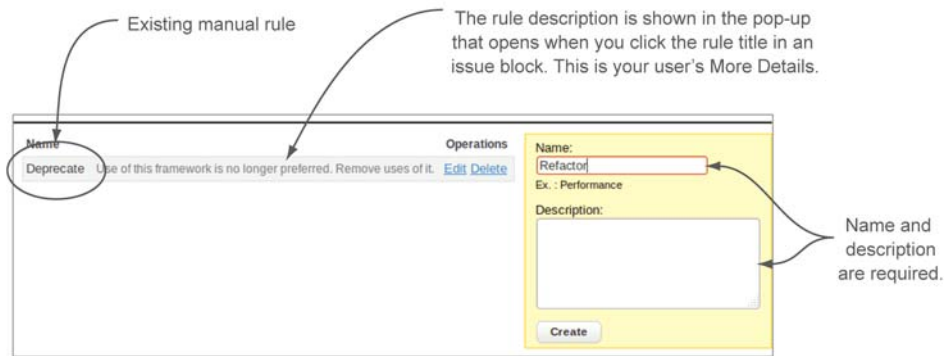 Existing manual rule
The rule description is shown in the pop-up
that opens when you click the rule title in an
issue block. This is your user's More Details.
Name Operations
Deprecate Use of this framework is no longer preferred. Remove uses of it. Edit Delete
Name:
Refactor
Ex. : Performance
Description:
Create
Name and
description
are required.